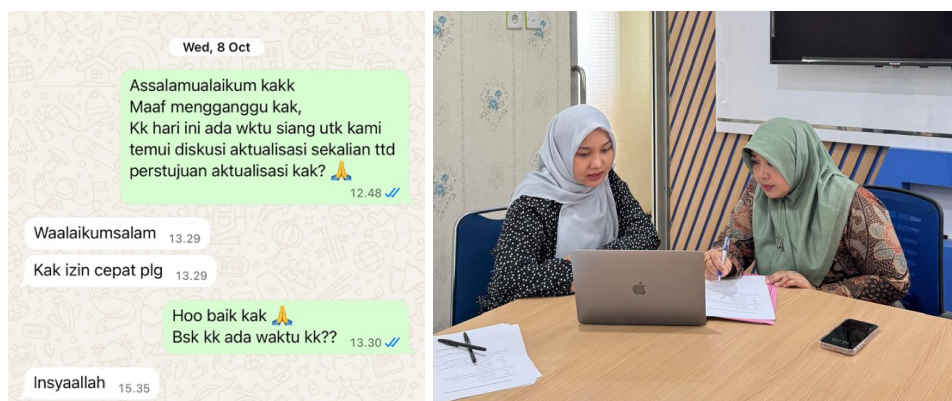 Wed, 8 Oct
Assalamualaikum kakk
Maaf mengganggu kak,
Kk hari ini ada wktu siang utk kami
temui diskusi aktualisasi sekalian ttd
perstujuan aktualisasi kak? 🙏
12.48
Waalaikumsalam 13.29
Kak izin cepat plg 13.29
Hoo baik kak 🙏
Bsk kk ada waktu kk?? 13.30
Insyaallah 15.35